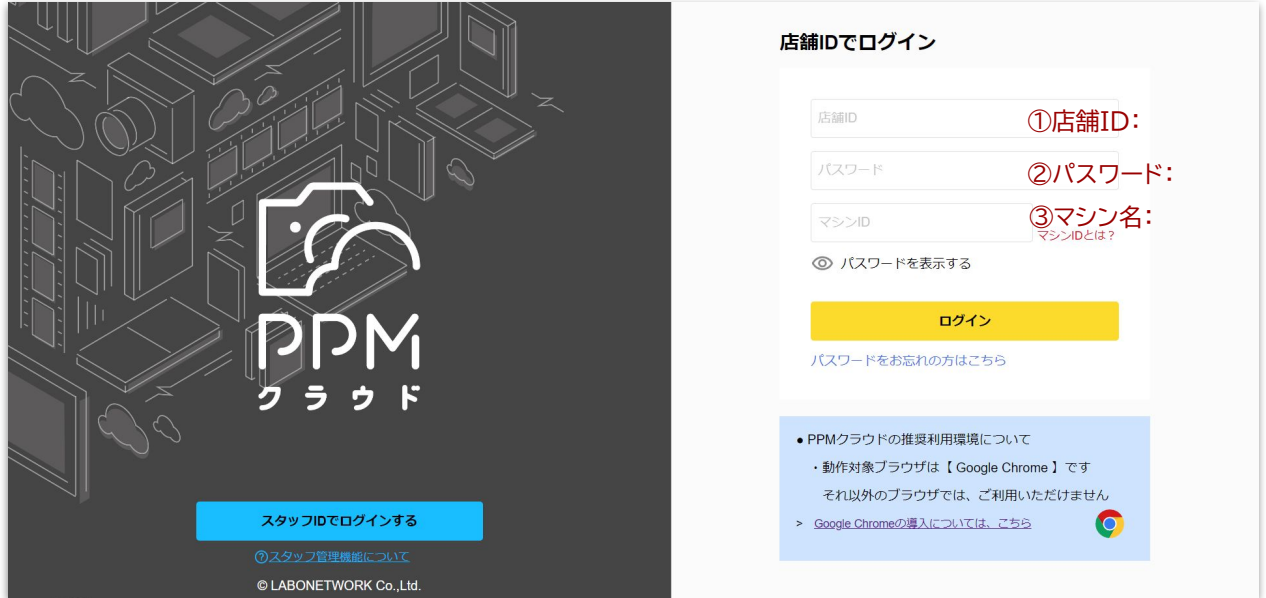 PPM
クラウド
スタッフIDでログインする
?スタッフ管理機能について
© LABONETWORK Co.,Ltd.
店舗IDでログイン
店舗ID
①店舗ID：
パスワード
②パスワード：
マシンID
③マシン名：
マシンIDとは？
パスワードを表示する
ログイン
パスワードをお忘れの方はこちら
● PPMクラウドの推奨利用環境について
・動作対象ブラウザは【 Google Chrome 】です
それ以外のブラウザでは、ご利用いただけません
> Google Chromeの導入については、こちら